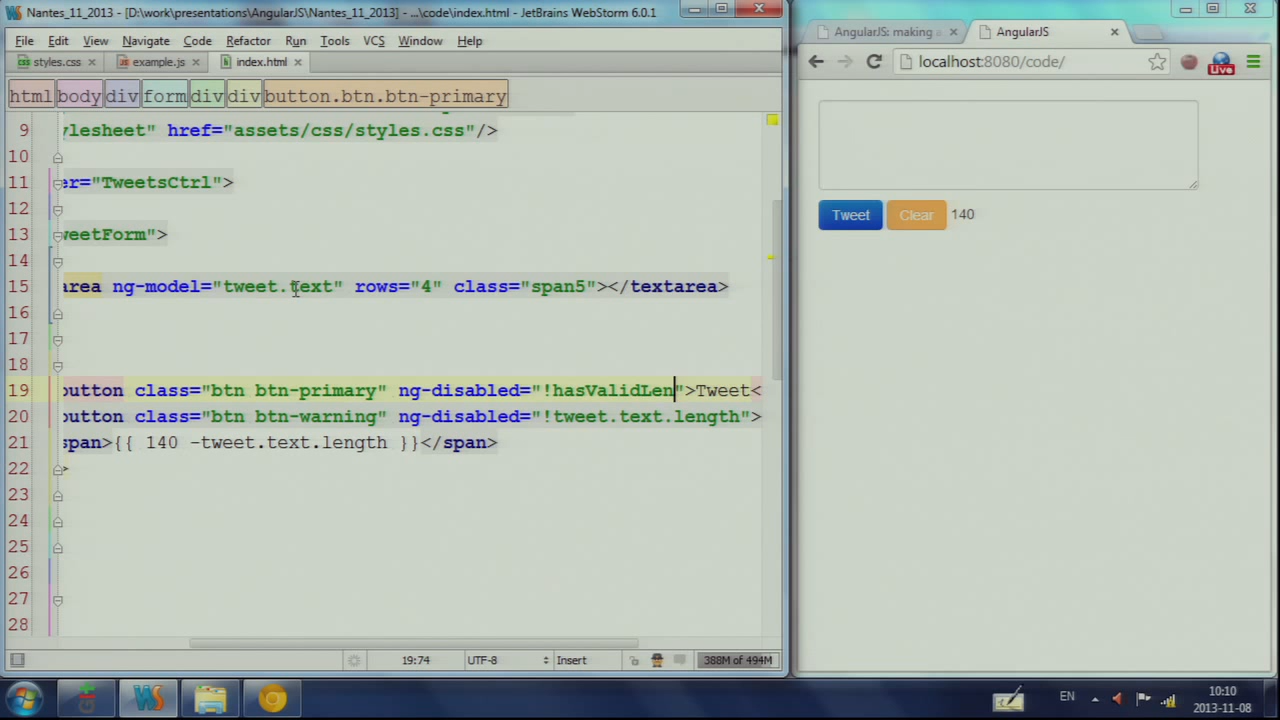 Nantes_11_2013] - [D:\work\presentations\AngularJS\Nantes_11_2013] - ...\code\index.html - JetBrains WebStorm 6.0.1
File Edit View Navigate Code Refactor Run Tools VCS Window Help
styles.css example.js index.html
html body div form div div button.btn.btn-primary
9 ylesheet" href="assets/css/styles.css"/>
10
11 er="TweetsCtrl">
12
13 weetForm">
14
15 area ng-model="tweet.text" rows="4" class="span5"></textarea>
16
17
18
19 button class="btn btn-primary" ng-disabled="!hasValidLen">Tweet<
20 button class="btn btn-warning" ng-disabled="!tweet.text.length">
21 span>{{ 140 -tweet.text.length }}</span>
22 >
23
24
25
26
27
28
19:74 UTF-8 Insert 388M of 494M
AngularJS: making a AngularJS
localhost:8080/code/ Live
Tweet Clear 140
EN 10:10
2013-11-08